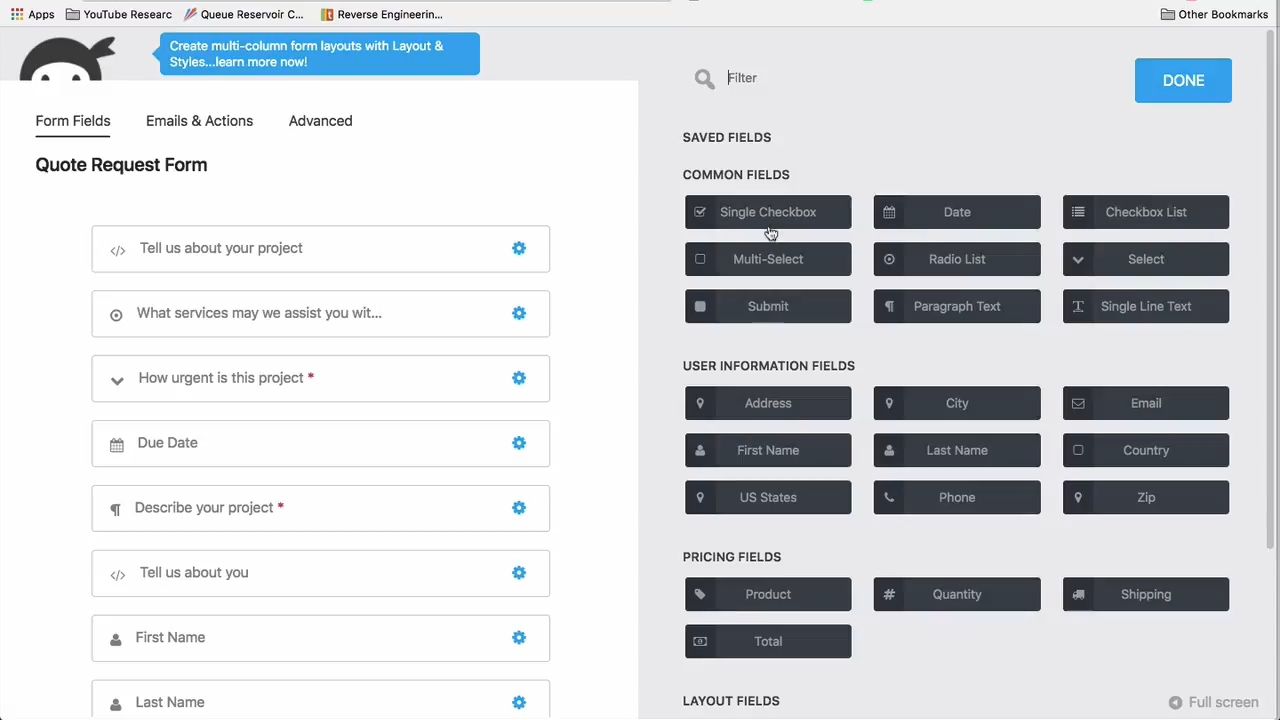 Apps YouTube Researc Queue Reservoir C... Reverse Engineerin... Other Bookmarks
Create multi-column form layouts with Layout &
Styles...learn more now!
Filter
DONE
Form Fields Emails & Actions Advanced
Quote Request Form
Tell us about your project
What services may we assist you wit...
How urgent is this project *
Due Date
Describe your project *
Tell us about you
First Name
Last Name
SAVED FIELDS
COMMON FIELDS
Single Checkbox Date Checkbox List
Multi-Select Radio List Select
Submit Paragraph Text Single Line Text
USER INFORMATION FIELDS
Address City Email
First Name Last Name Country
US States Phone Zip
PRICING FIELDS
Product Quantity Shipping
Total
LAYOUT FIELDS
Full screen